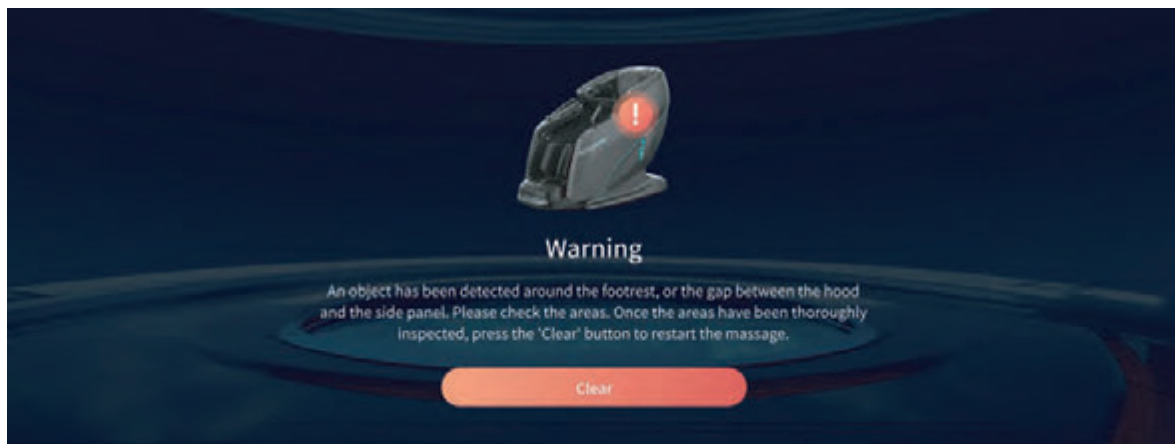 !
Warning
An object has been detected around the footrest, or the gap between the hood
and the side panel. Please check the areas. Once the areas have been thoroughly
inspected, press the 'Clear' button to restart the massage.
Clear